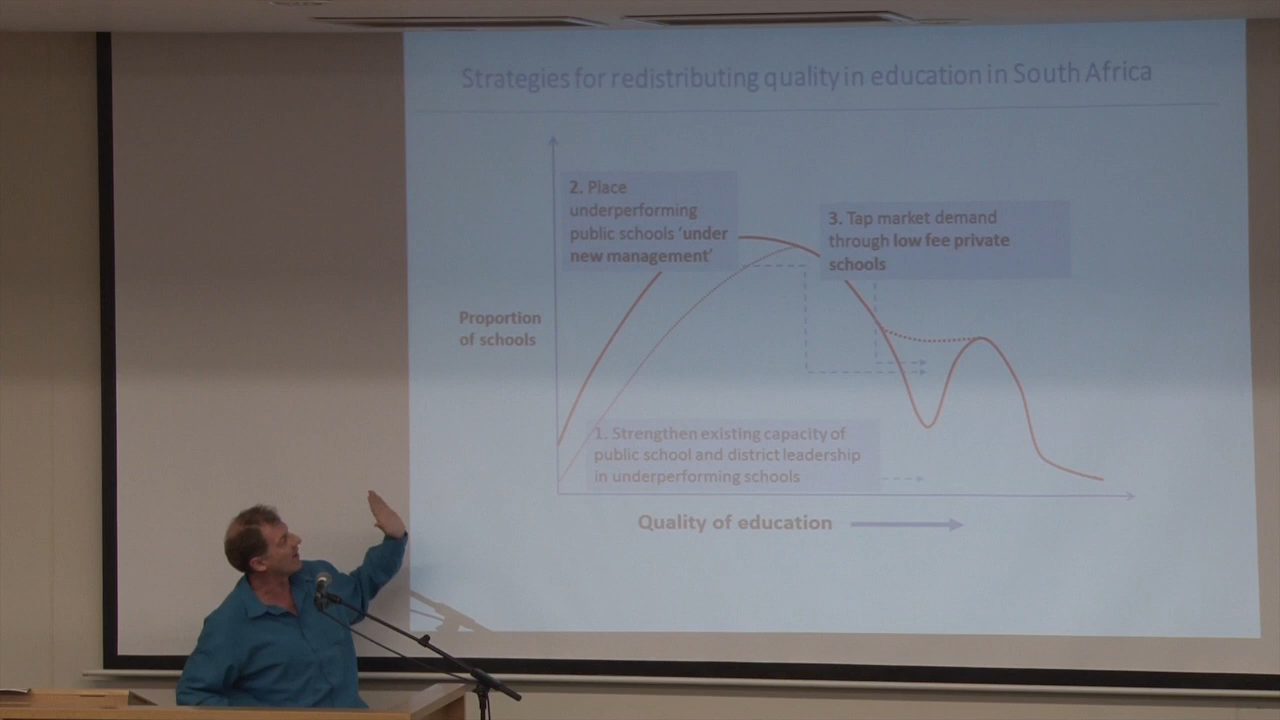 Strategies for redistributing quality in education in South Africa
2. Place
underperforming
public schools ‘under
new management’
3. Tap market demand
through low fee private
schools
Proportion
of schools
1. Strengthen existing capacity of
public school and district leadership
in underperforming schools
Quality of education